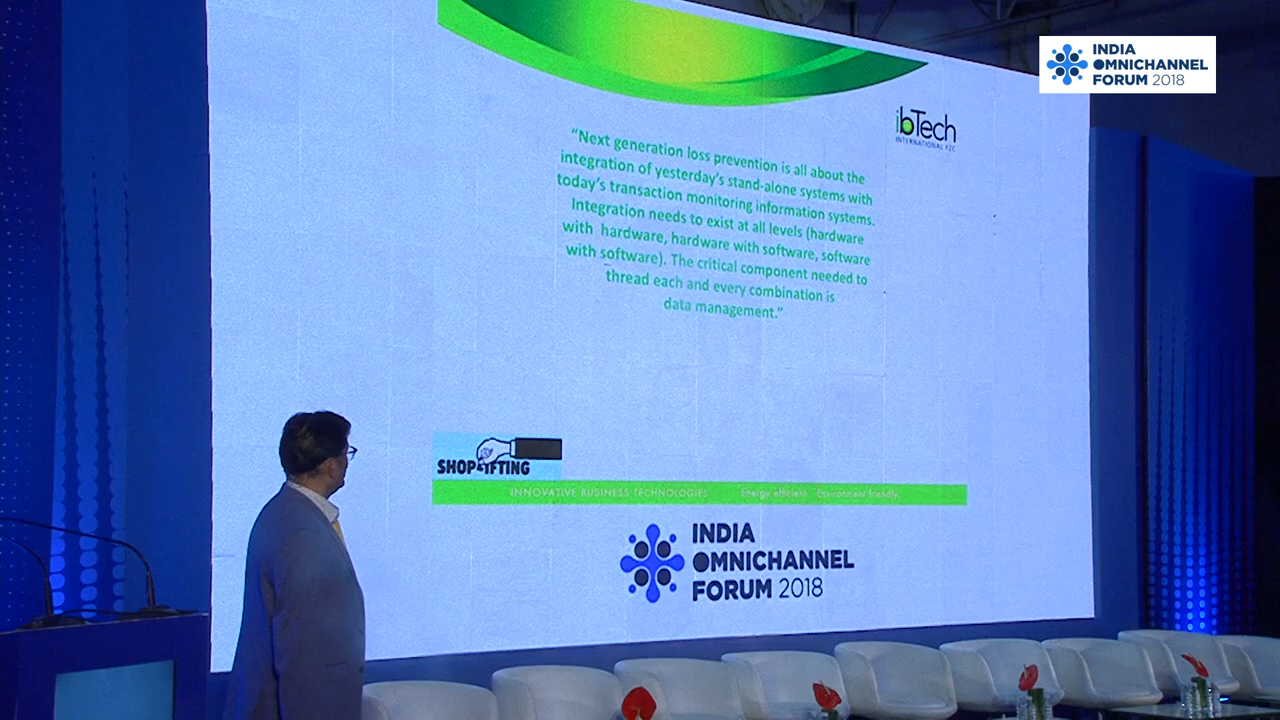 INDIA
OMNICHANNEL
FORUM 2018
ibTech
INTERNATIONAL FZC
“Next generation loss prevention is all about the
integration of yesterday’s stand-alone systems with
today’s transaction monitoring information systems.
Integration needs to exist at all levels (hardware
with hardware, hardware with software, software
with software). The critical component needed to
thread each and every combination is
data management.”
SHOPLIFTING
INNOVATIVE BUSINESS TECHNOLOGIES Energy efficient Environment friendly
INDIA
OMNICHANNEL
FORUM 2018